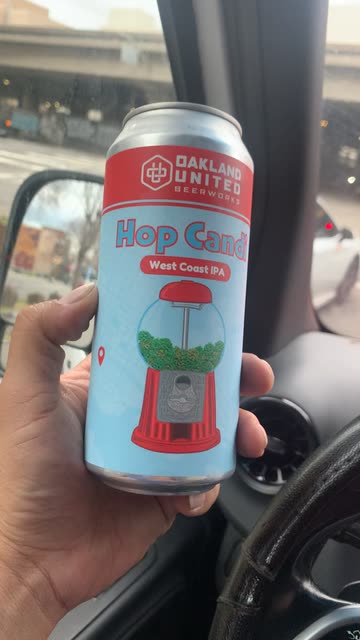 OAKLAND
UNITED
BEERWORKS
Hop Cand
West Coast IPA